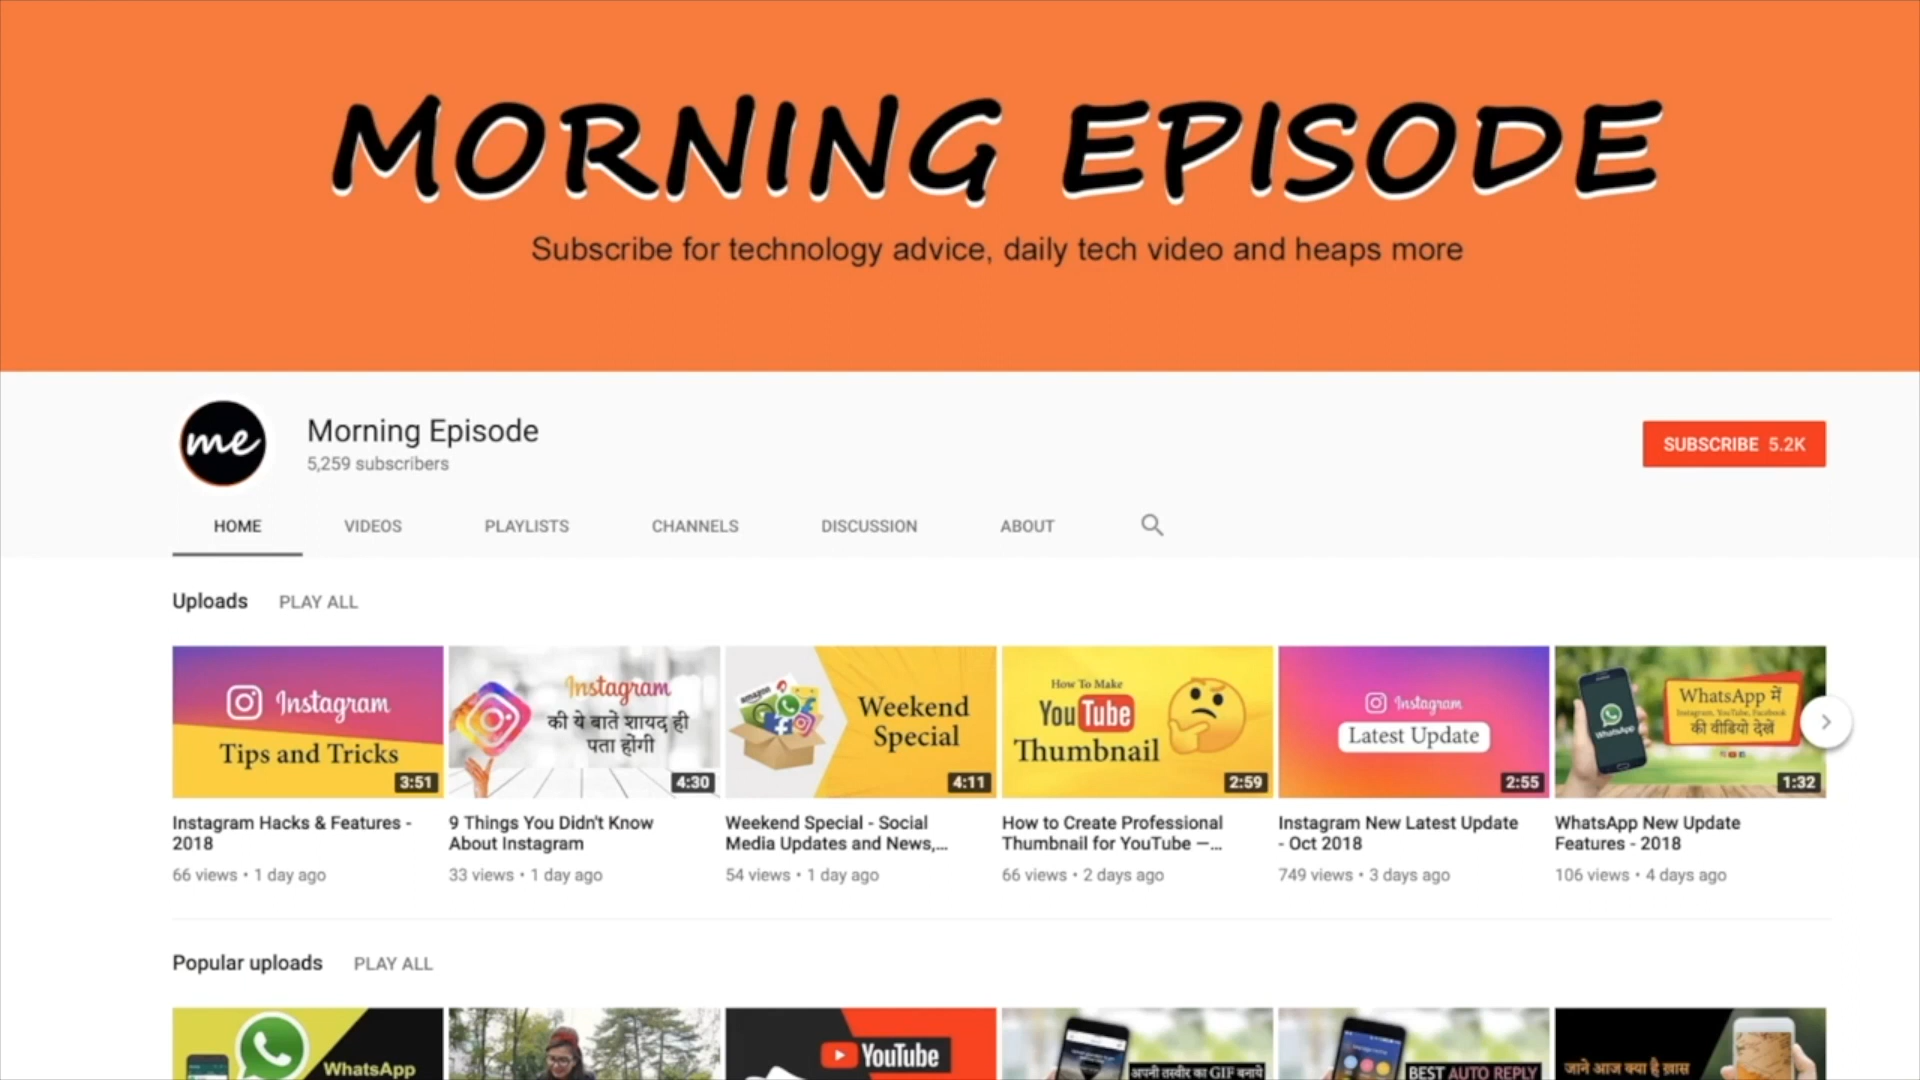 MORNING EPISODE
Subscribe for technology advice, daily tech video and heaps more
me
Morning Episode
5,259 subscribers
SUBSCRIBE 5.2K
HOME VIDEOS PLAYLISTS CHANNELS DISCUSSION ABOUT
Uploads PLAY ALL
Instagram
Tips and Tricks
3:51
Instagram
की ये बातें शायद ही
पता होंगी
4:30
amazon
Weekend
Special
4:11
How To Make
YouTube
Thumbnail
2:59
Instagram
Latest Update
2:55
WhatsApp
WhatsApp में
Instagram, YouTube, Facebook
की वीडियो देखें
1:32
Instagram Hacks & Features -
2018
66 views • 1 day ago
9 Things You Didn't Know
About Instagram
33 views • 1 day ago
Weekend Special - Social
Media Updates and News,...
54 views • 1 day ago
How to Create Professional
Thumbnail for YouTube —...
66 views • 2 days ago
Instagram New Latest Update
- Oct 2018
749 views • 3 days ago
WhatsApp New Update
Features - 2018
106 views • 4 days ago
Popular uploads PLAY ALL
WhatsApp
YouTube
अपनी तस्वीर का GIF बनाये
BEST AUTO REPLY
जाने आज क्या है ख़ास